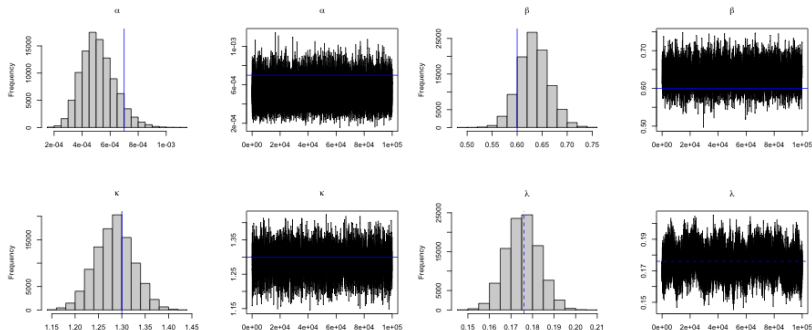 α α β β
Frequency
0 5000 15000
2e-04 4e-04 6e-04 8e-04 1e-03
2e-04 6e-04 1e-03
0e+00 2e+04 4e+04 6e+04 8e+04 1e+05
Frequency
0 5000 15000 25000
0.50 0.55 0.60 0.65 0.70 0.75
0.50 0.60 0.70
0e+00 2e+04 4e+04 6e+04 8e+04 1e+05
κ κ λ λ
Frequency
0 5000 15000
1.15 1.20 1.25 1.30 1.35 1.40 1.45
1.15 1.25 1.35
0e+00 2e+04 4e+04 6e+04 8e+04 1e+05
Frequency
0 5000 15000 25000
0.15 0.16 0.17 0.18 0.19 0.20 0.21
0.15 0.17 0.19
0e+00 2e+04 4e+04 6e+04 8e+04 1e+05